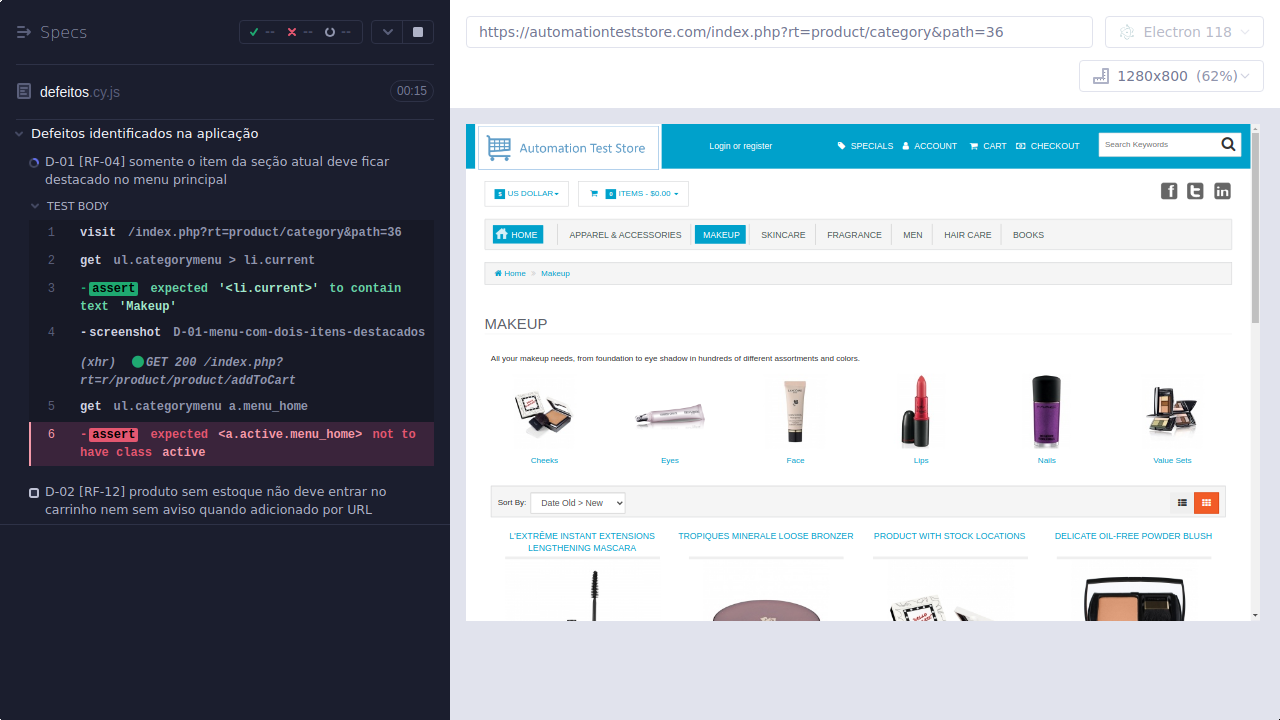 Specs
-- -- --
defeitos.cy.js 00:15
Defeitos identificados na aplicação
D-01 [RF-04] somente o item da seção atual deve ficar
destacado no menu principal
TEST BODY
1 visit /index.php?rt=product/category&path=36
2 get ul.categorymenu > li.current
3 -assert expected '<li.current>' to contain
text 'Makeup'
4 -screenshot D-01-menu-com-dois-itens-destacados
(xhr) GET 200 /index.php?
rt=r/product/product/addToCart
5 get ul.categorymenu a.menu_home
6 -assert expected <a.active.menu_home> not to
have class active
D-02 [RF-12] produto sem estoque não deve entrar no
carrinho nem sem aviso quando adicionado por URL
https://automationteststore.com/index.php?rt=product/category&path=36
Electron 118
1280x800 (62%)
Automation Test Store
Login or register
SPECIALS ACCOUNT CART CHECKOUT
Search Keywords
$ US DOLLAR
0 ITEMS - $0.00
f t in
HOME APPAREL & ACCESSORIES MAKEUP SKINCARE FRAGRANCE MEN HAIR CARE BOOKS
Home » Makeup
MAKEUP
All your makeup needs, from foundation to eye shadow in hundreds of different assortments and colors.
Cheeks Eyes Face Lips Nails Value Sets
Sort By: Date Old > New
L'EXTRÊME INSTANT EXTENSIONS
LENGTHENING MASCARA
TROPIQUES MINERALE LOOSE BRONZER
PRODUCT WITH STOCK LOCATIONS
DELICATE OIL-FREE POWDER BLUSH